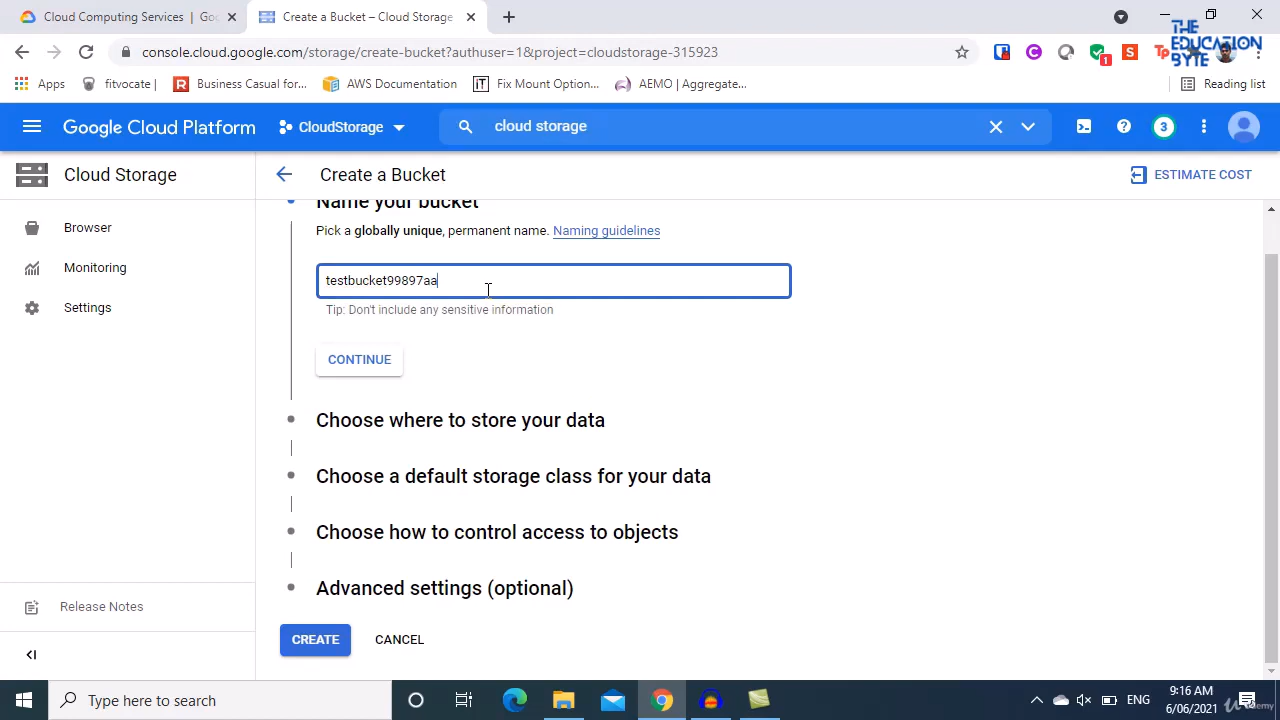 Cloud Computing Services | Goo
Create a Bucket – Cloud Storage
console.cloud.google.com/storage/create-bucket?authuser=1&project=cloudstorage-315923
THE EDUCATION BYTE
Apps
fitvocate |
Business Casual for...
AWS Documentation
Fix Mount Option...
AEMO | Aggregate...
Reading list
Google Cloud Platform
CloudStorage
cloud storage
3
Cloud Storage
Create a Bucket
ESTIMATE COST
Browser
Monitoring
Settings
Name your bucket
Pick a globally unique, permanent name. Naming guidelines
testbucket99897aa
Tip: Don't include any sensitive information
CONTINUE
Choose where to store your data
Choose a default storage class for your data
Choose how to control access to objects
Advanced settings (optional)
Release Notes
CREATE CANCEL
Type here to search
ENG
9:16 AM
6/06/2021